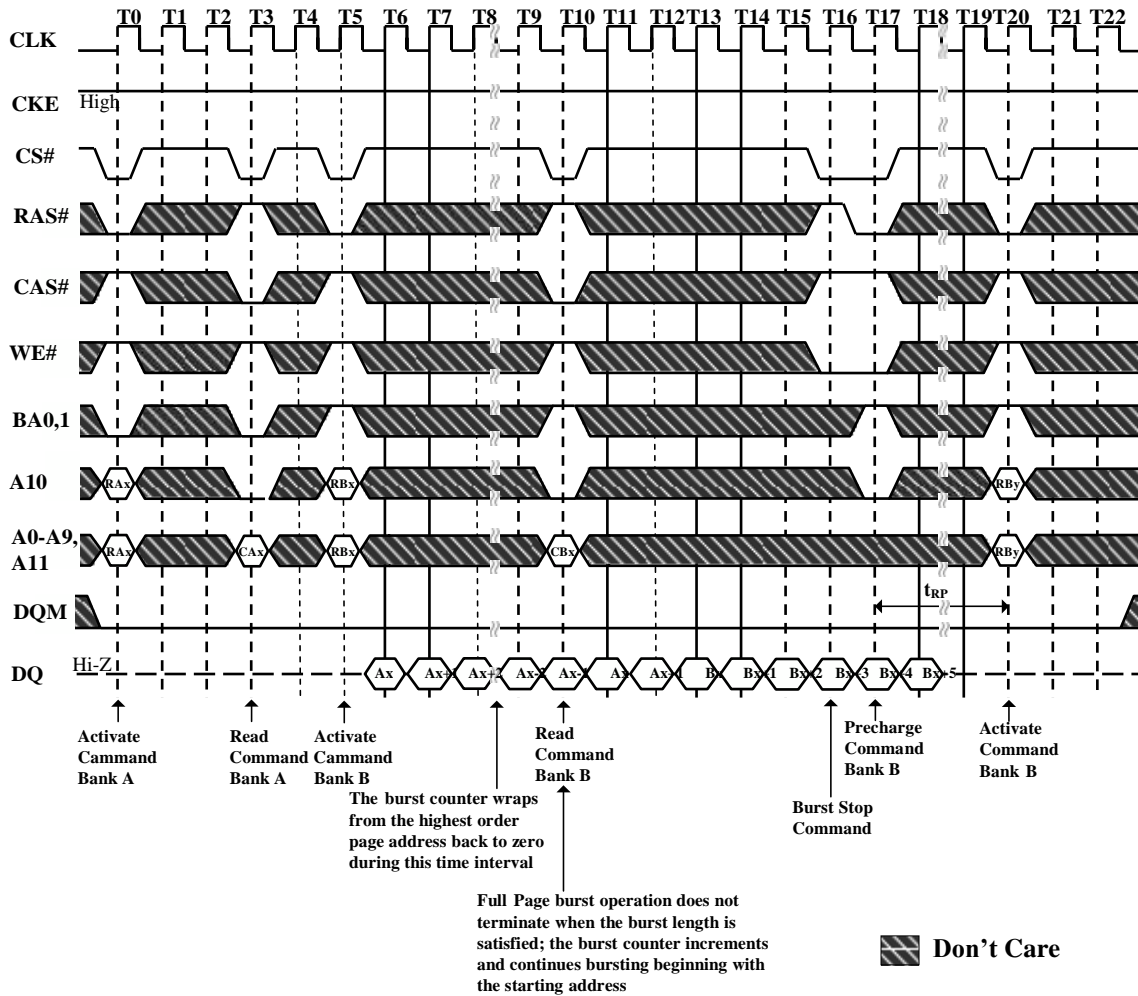 T0 T1 T2 T3 T4 T5 T6 T7 T8 T9 T10 T11 T12 T13 T14 T15 T16 T17 T18 T19 T20 T21 T22
CLK
CKE High
CS#
RAS#
CAS#
WE#
BA0,1
A10 RAx RBx RBy
A0-A9,
A11
RAx CAx RBx CBx RBy
DQM
tRP
DQ Hi-Z Ax Ax+1 Ax+2 Ax-2 Ax-1 Ax Ax+1 Bx Bx+1 Bx+2 Bx+3 Bx+4 Bx+5
Activate
Cammand
Bank A
Read
Command
Bank A
Activate
Cammand
Bank B
The burst counter wraps
from the highest order
page address back to zero
during this time interval
Read
Command
Bank B
Full Page burst operation does not
terminate when the burst length is
satisfied; the burst counter increments
and continues bursting beginning with
the starting address
Burst Stop
Command
Precharge
Command
Bank B
Activate
Command
Bank B
Don't Care